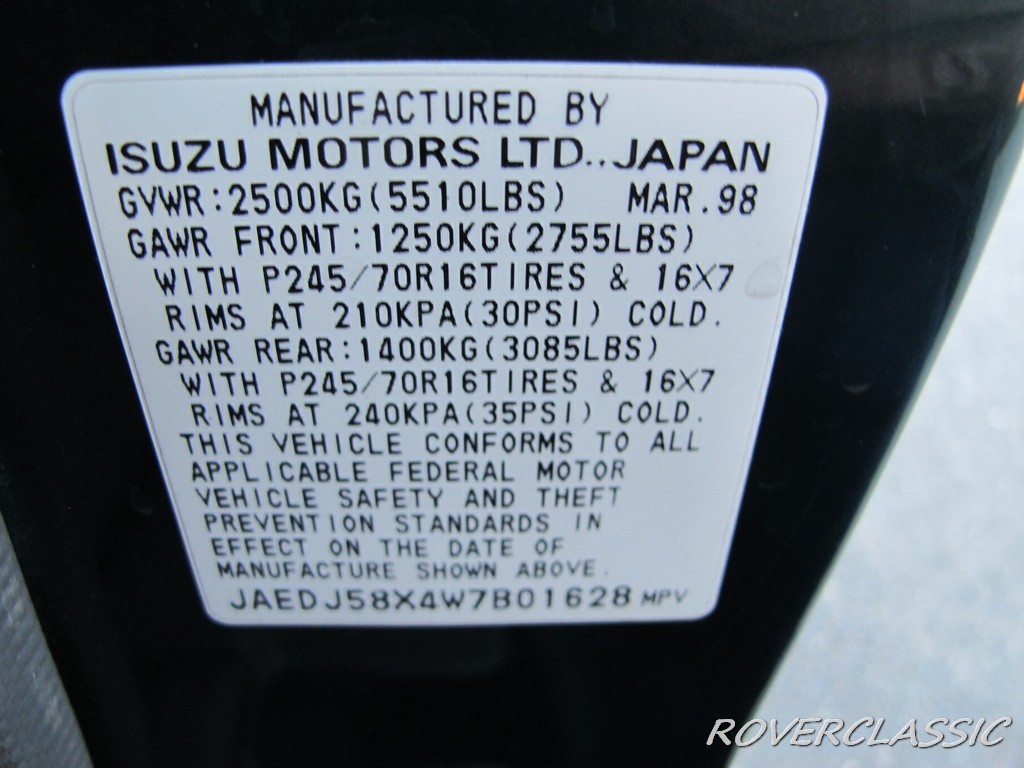 MANUFACTURED BY
ISUZU MOTORS LTD., JAPAN
GVWR:2500KG(5510LBS) MAR.98
GAWR FRONT:1250KG(2755LBS)
WITH P245/70R16TIRES & 16X7
RIMS AT 210KPA(30PSI) COLD.
GAWR REAR:1400KG(3085LBS)
WITH P245/70R16TIRES & 16X7
RIMS AT 240KPA(35PSI) COLD.
THIS VEHICLE CONFORMS TO ALL
APPLICABLE FEDERAL MOTOR
VEHICLE SAFETY AND THEFT
PREVENTION STANDARDS IN
EFFECT ON THE DATE OF
MANUFACTURE SHOWN ABOVE.
JAEDJ58X4W7B01628 MPV
ROVERCLASSIC